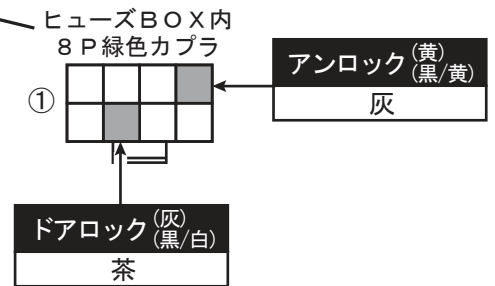 ヒューズＢＯＸ内
８Ｐ緑色カプラ
①
アンロック(黄)(黒/黄)
灰
ドアロック(灰)(黒/白)
茶